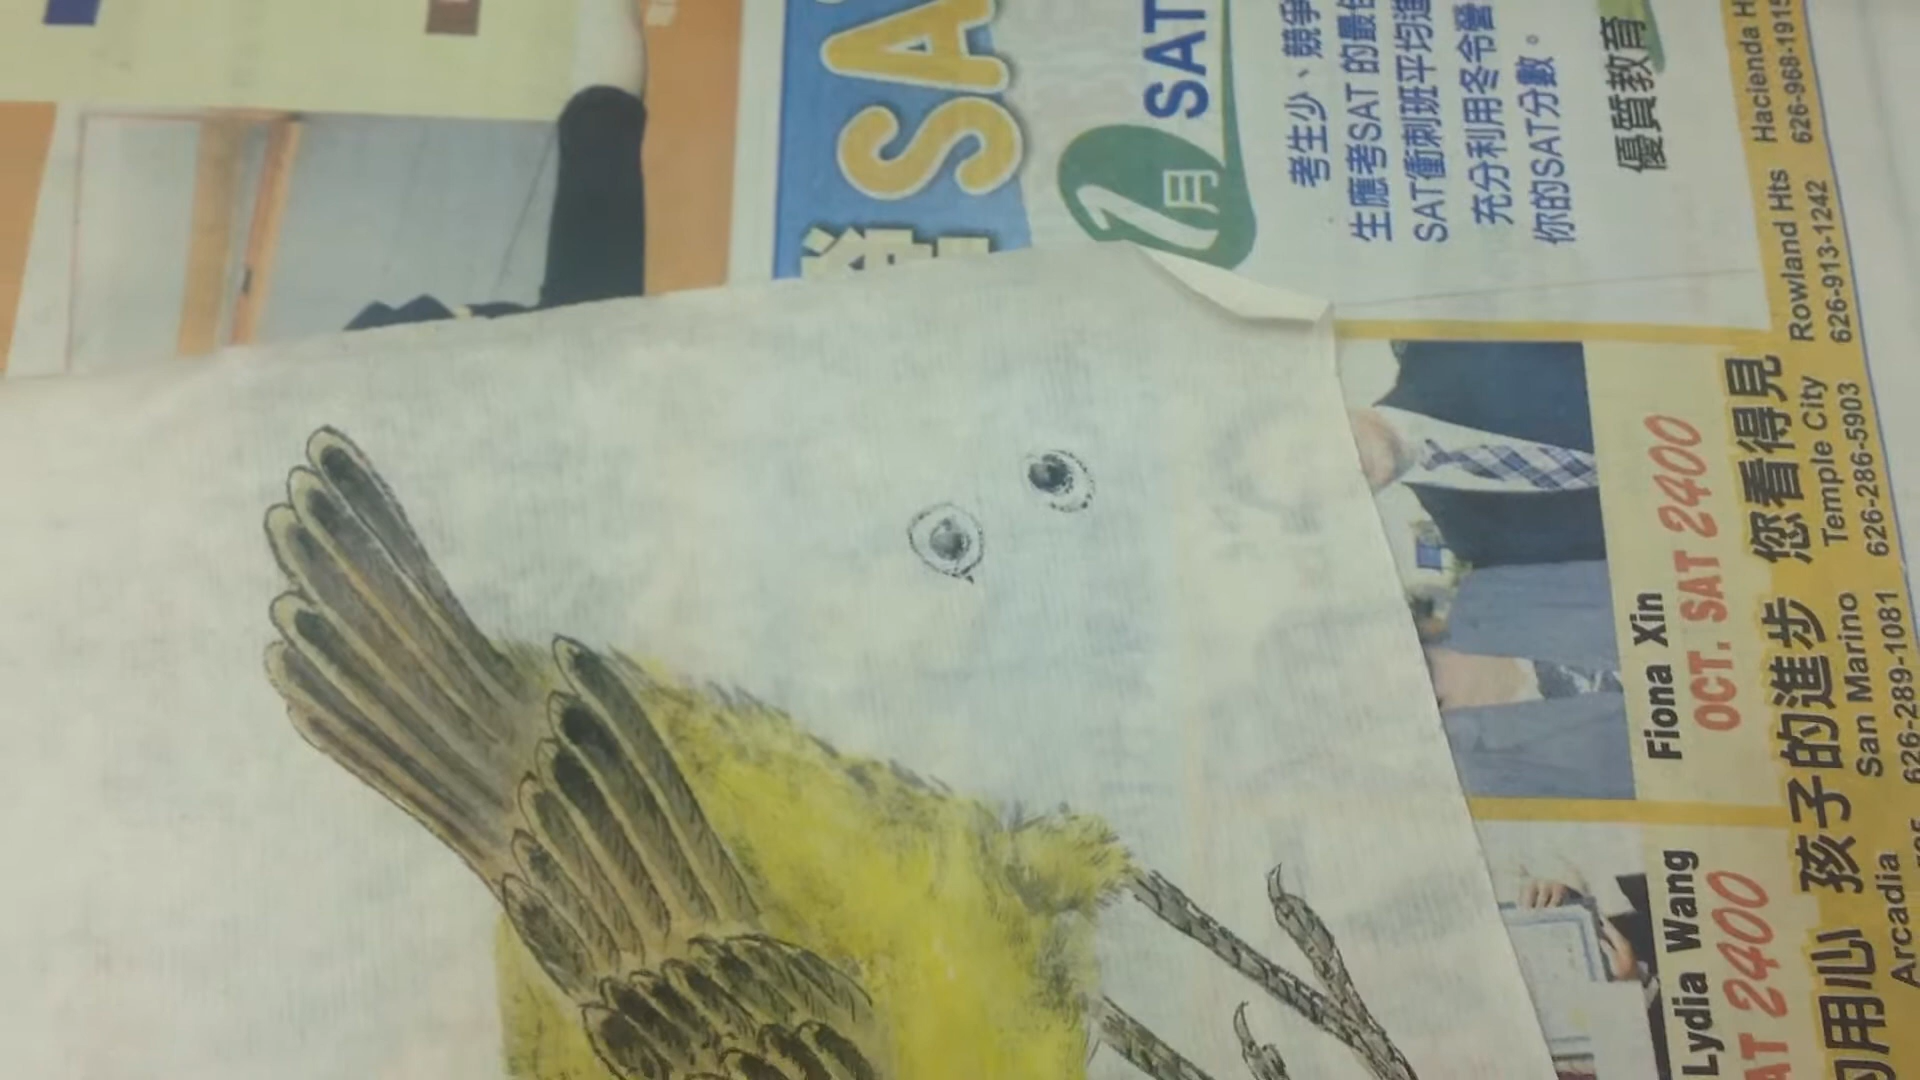 SA
1月
SAT
考生少、競爭
生應考SAT 的最佳
SAT衝刺班平均進
充分利用冬令營
你的SAT分數。
優質教育
Fiona Xin
OCT. SAT 2400
Lydia Wang
SAT 2400
用心 孩子的進步 您看得見
Arcadia
San Marino
626-289-1081
Temple City
626-286-5903
Rowland Hts
626-913-1242
Hacienda H
626-968-1915